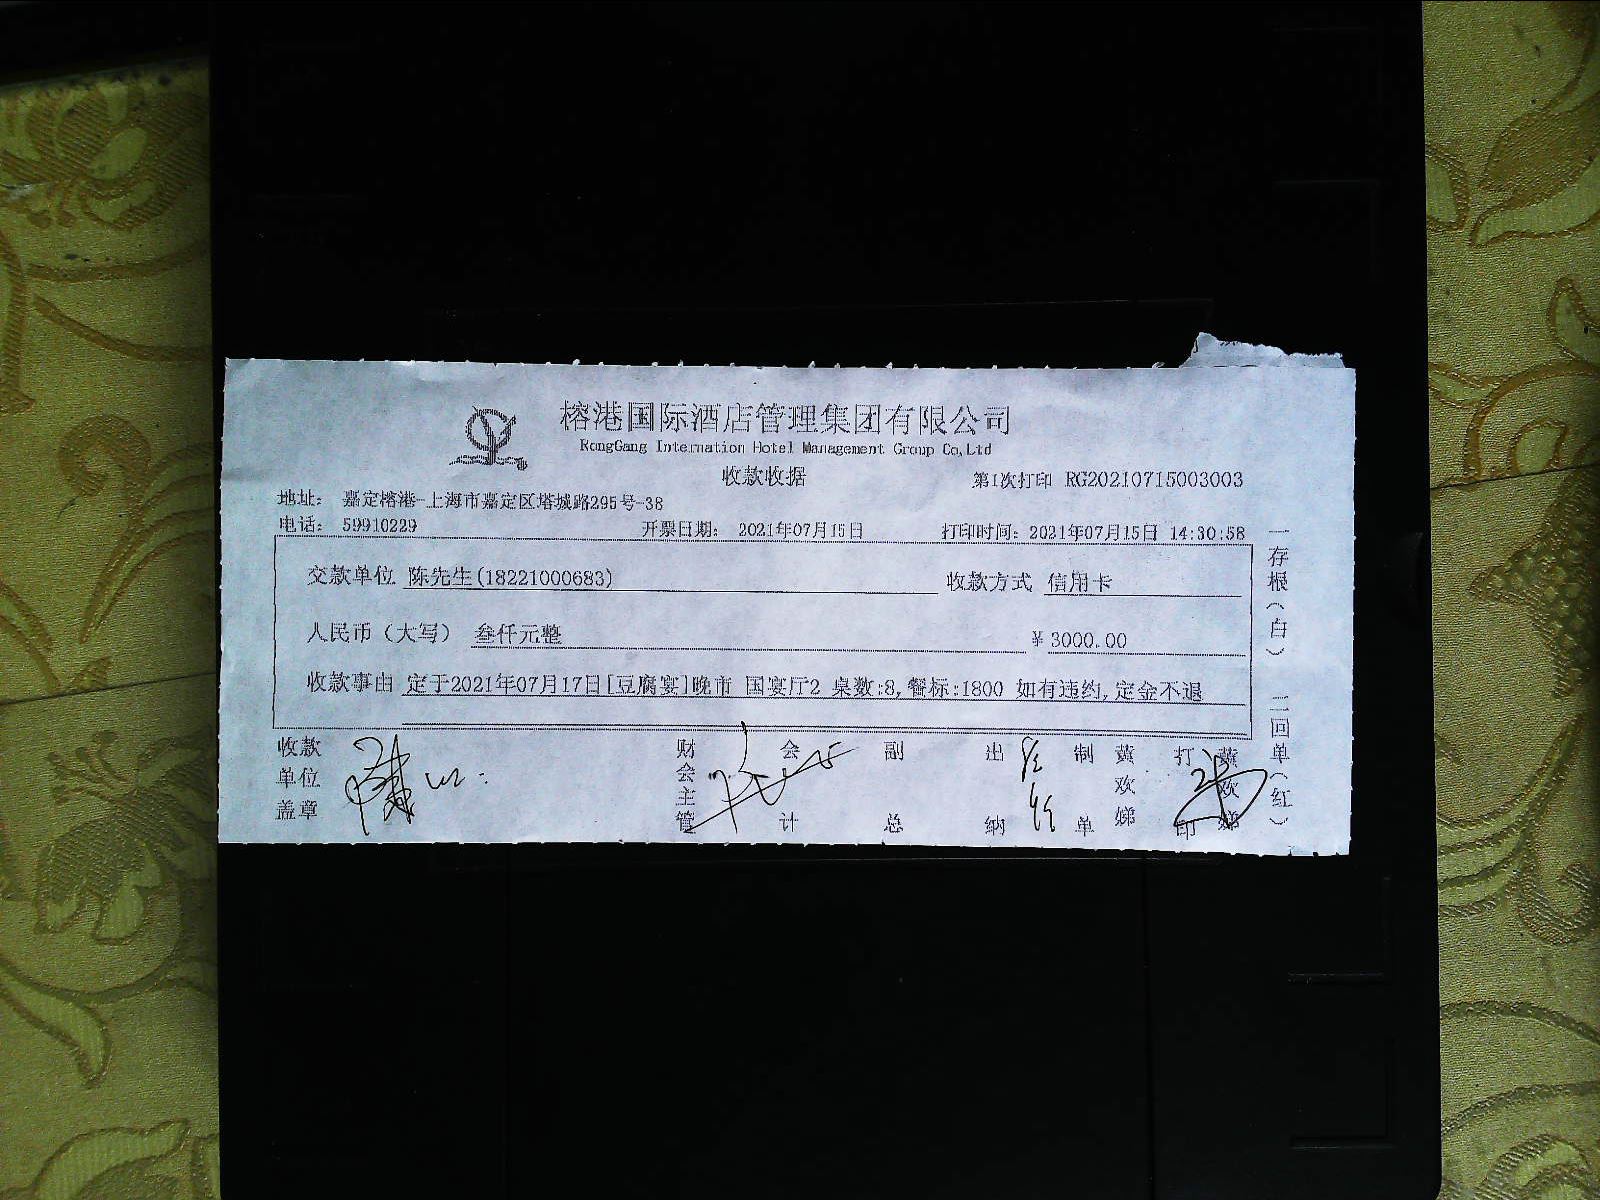 榕港国际酒店管理集团有限公司
RongGang Internation Hotel Management Group Co,Ltd
收款收据
第1次打印 RG20210715003003
地址： 嘉定榕港-上海市嘉定区塔城路295号-38
电话： 59910229 开票日期： 2021年07月15日 打印时间：2021年07月15日 14:30:58
交款单位 陈先生(18221000683) 收款方式 信用卡
人民币（大写） 叁仟元整 ￥3000.00
收款事由 定于2021年07月17日[豆腐宴]晚市 国宴厅2 桌数:8,餐标:1800 如有违约,定金不退
收款单位盖章 财会主管 会计 副总 出纳 制单 黄欢娣 打印 黄欢娣
一存根（白） 二回单（红）